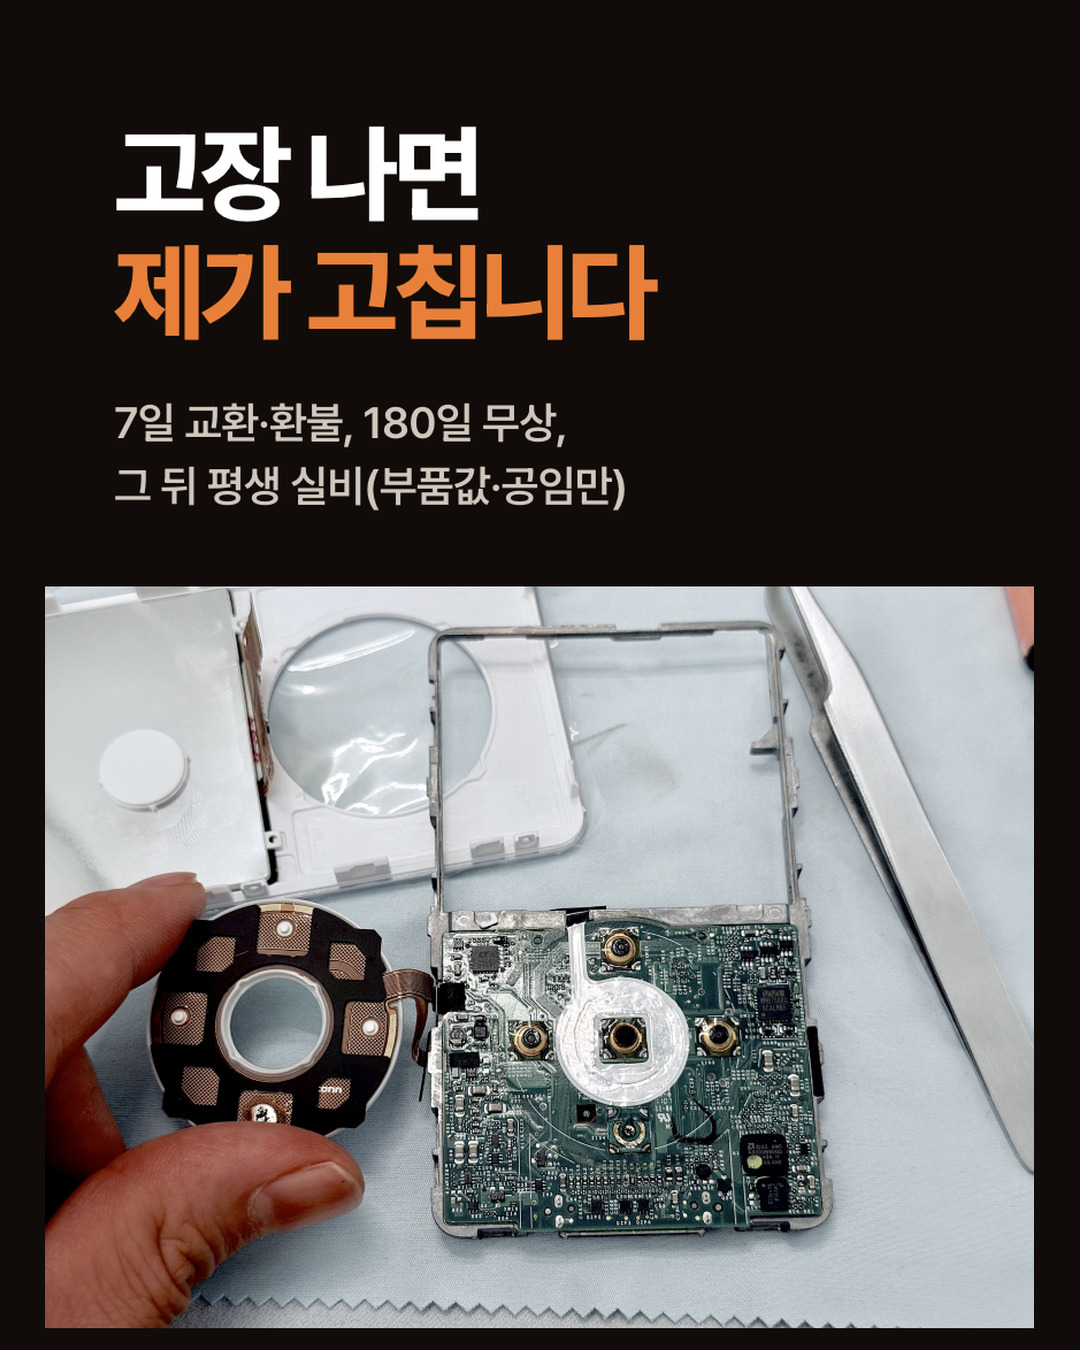 고장 나면
제가 고칩니다
7일 교환·환불, 180일 무상,
그 뒤 평생 실비(부품값·공임만)